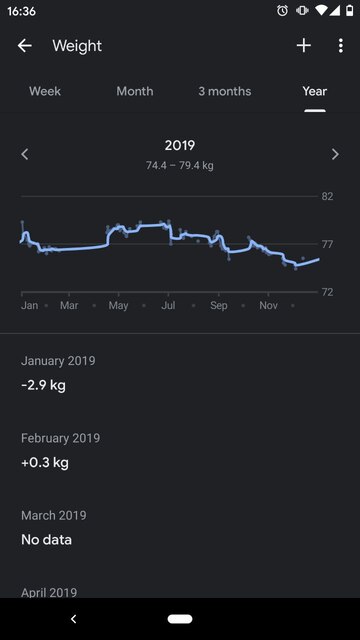 16:36
Weight
Week Month 3 months Year
2019
74.4 – 79.4 kg
82
77
72
Jan • Mar • May • Jul • Sep • Nov •
January 2019
-2.9 kg
February 2019
+0.3 kg
March 2019
No data
April 2019